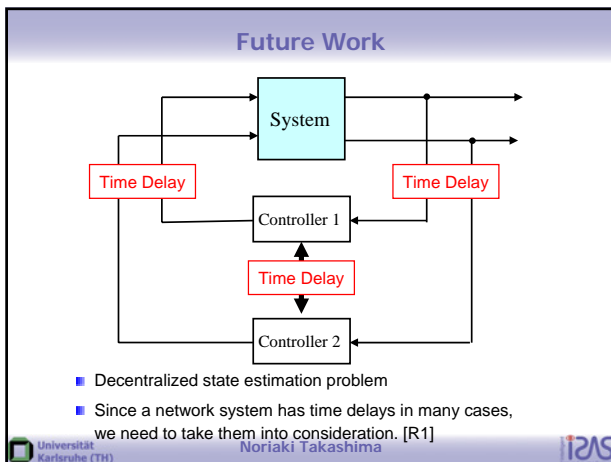 Future Work
System
Time Delay
Time Delay
Controller 1
Time Delay
Controller 2
Decentralized state estimation problem
Since a network system has time delays in many cases,
we need to take them into consideration. [R1]
Universität
Karlsruhe (TH)
Noriaki Takashima
ISAS